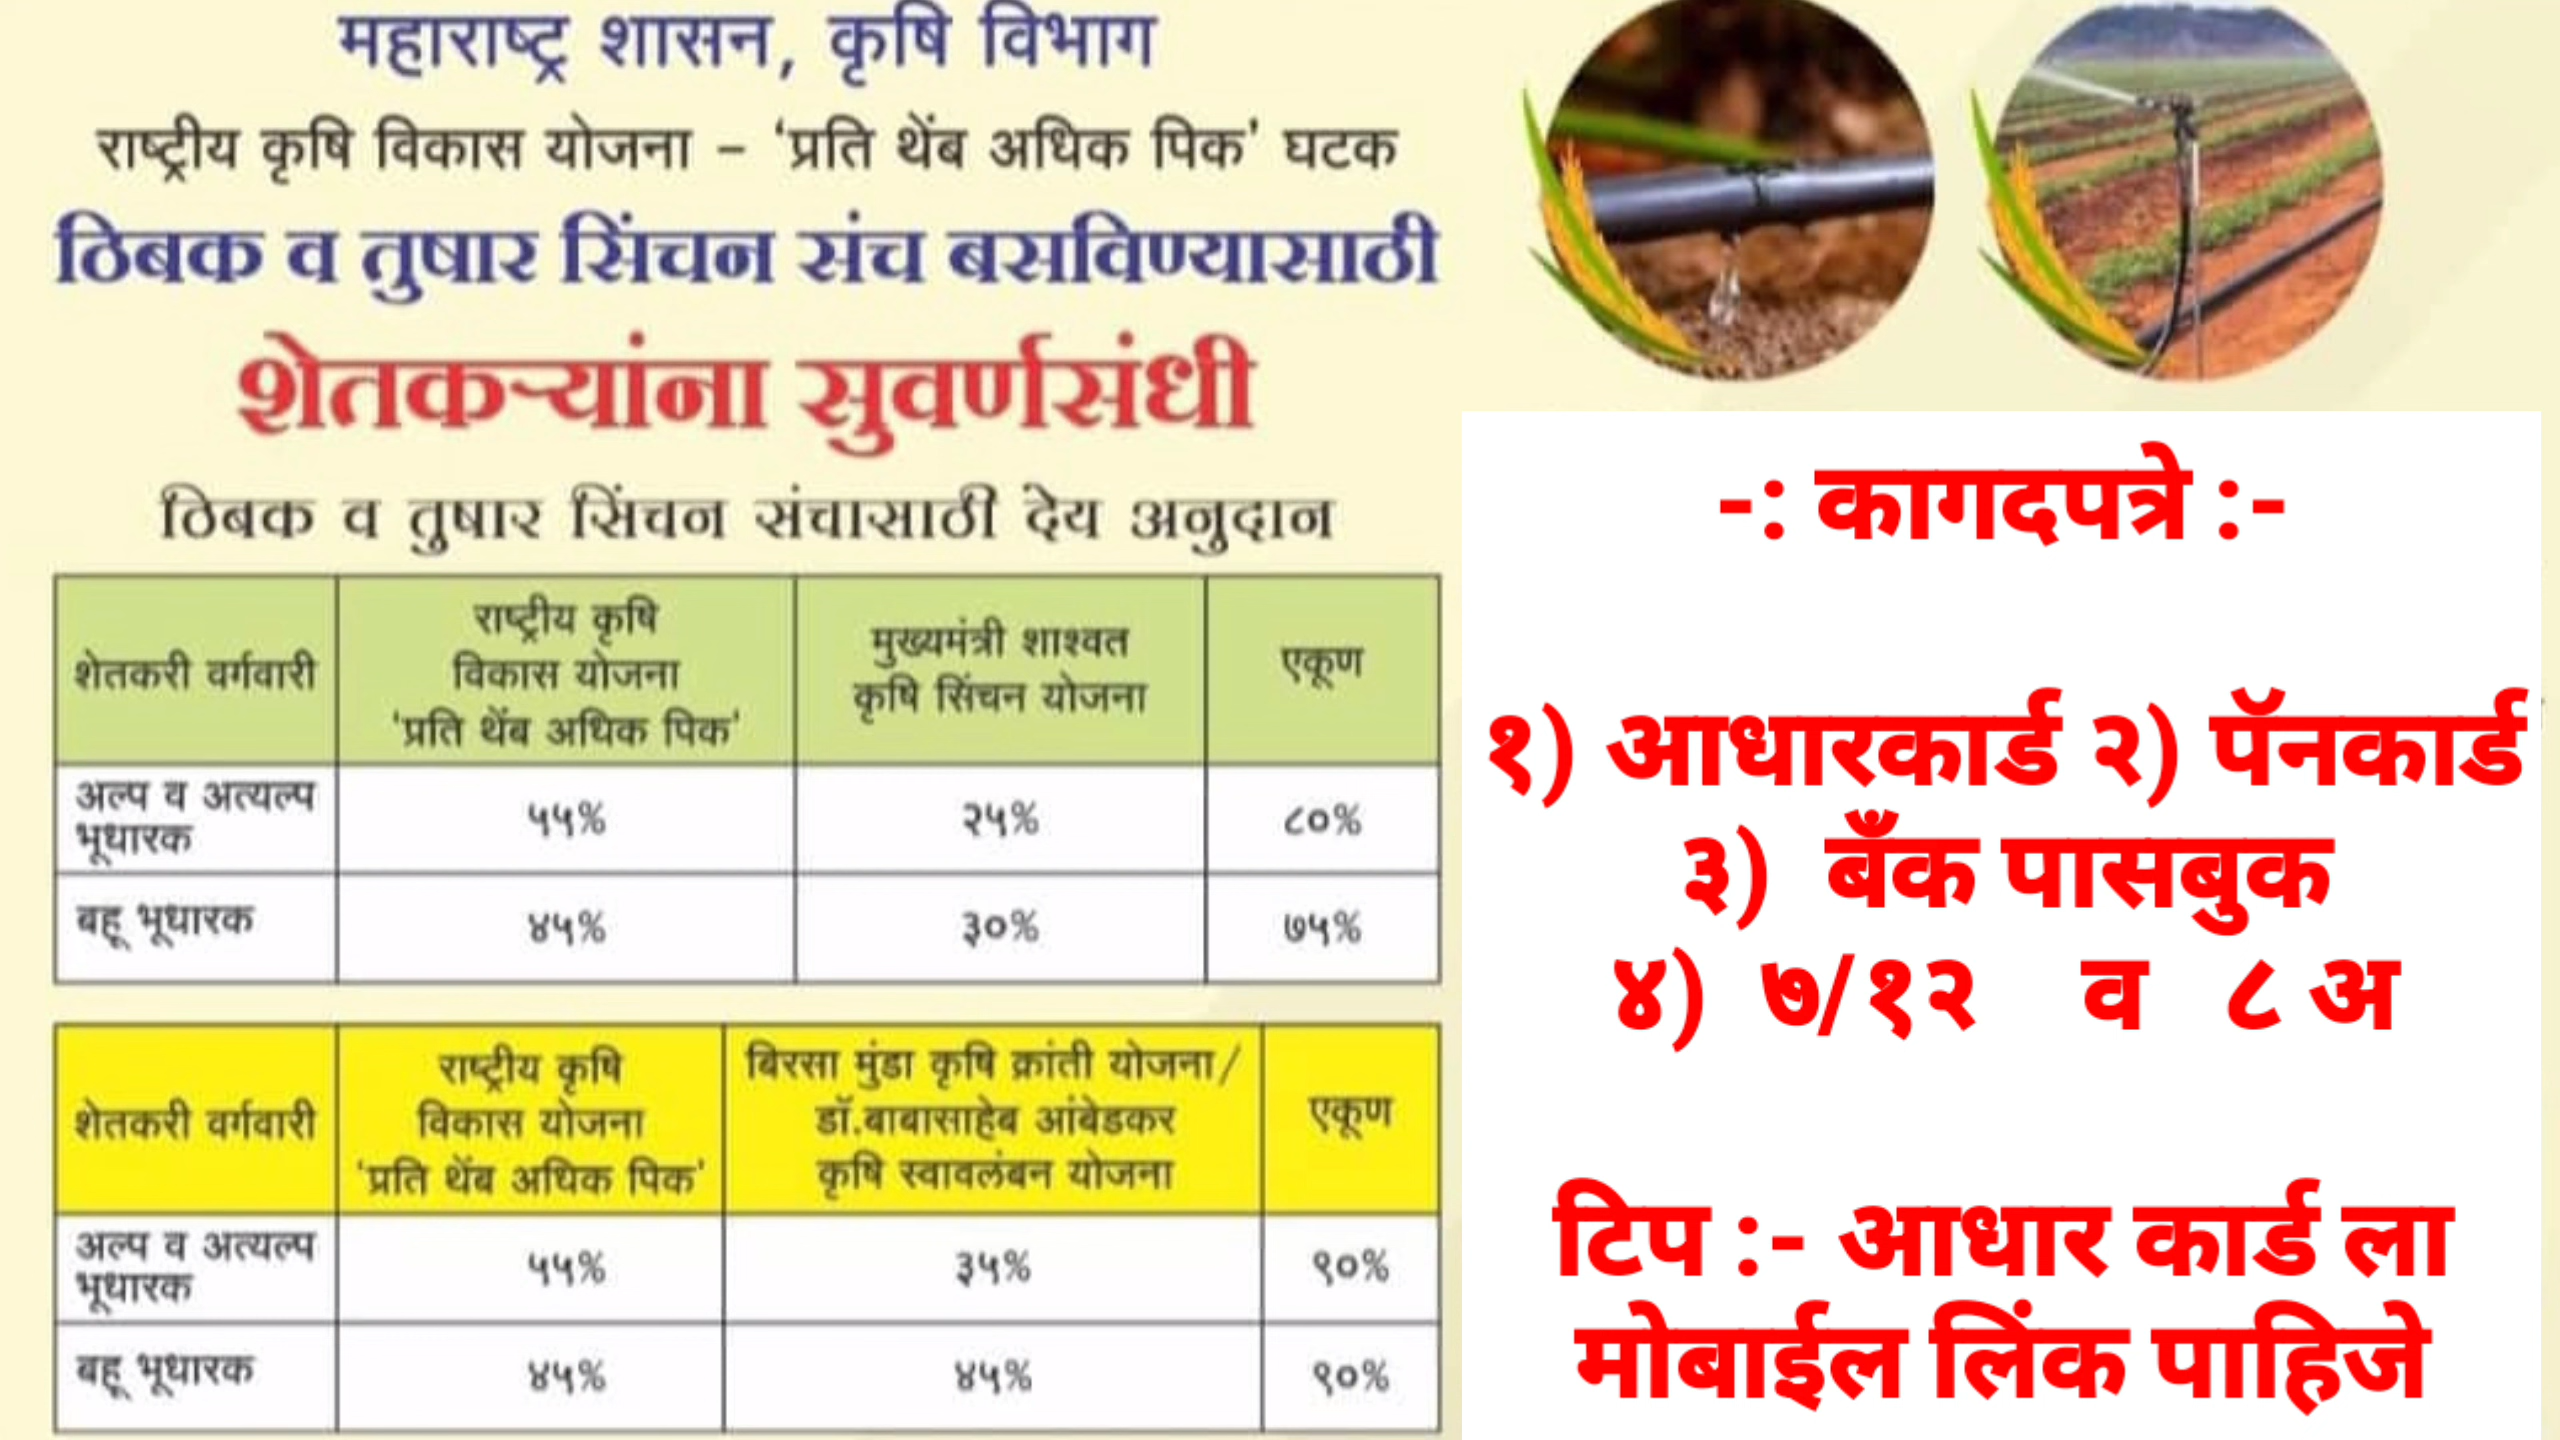 महाराष्ट्र शासन, कृषि विभाग
राष्ट्रीय कृषि विकास योजना – 'प्रति थेंब अधिक पिक' घटक
ठिबक व तुषार सिंचन संच बसविण्यासाठी
शेतकऱ्यांना सुवर्णसंधी
ठिबक व तुषार सिंचन संचासाठी देय अनुदान
शेतकरी वर्गवारी
राष्ट्रीय कृषि
विकास योजना
'प्रति थेंब अधिक पिक'
मुख्यमंत्री शाश्वत
कृषि सिंचन योजना
एकूण
अल्प व अत्यल्प
भूधारक
५५%
२५%
८०%
बहू भूधारक
४५%
३०%
७५%
शेतकरी वर्गवारी
राष्ट्रीय कृषि
विकास योजना
'प्रति थेंब अधिक पिक'
बिरसा मुंडा कृषि क्रांती योजना/
डॉ.बाबासाहेब आंबेडकर
कृषि स्वावलंबन योजना
एकूण
अल्प व अत्यल्प
भूधारक
५५%
३५%
९०%
बहू भूधारक
४५%
४५%
९०%
-: कागदपत्रे :-
१) आधारकार्ड २) पॅनकार्ड
३) बँक पासबुक
४) ७/१२ व ८ अ
टिप :- आधार कार्ड ला
मोबाईल लिंक पाहिजे